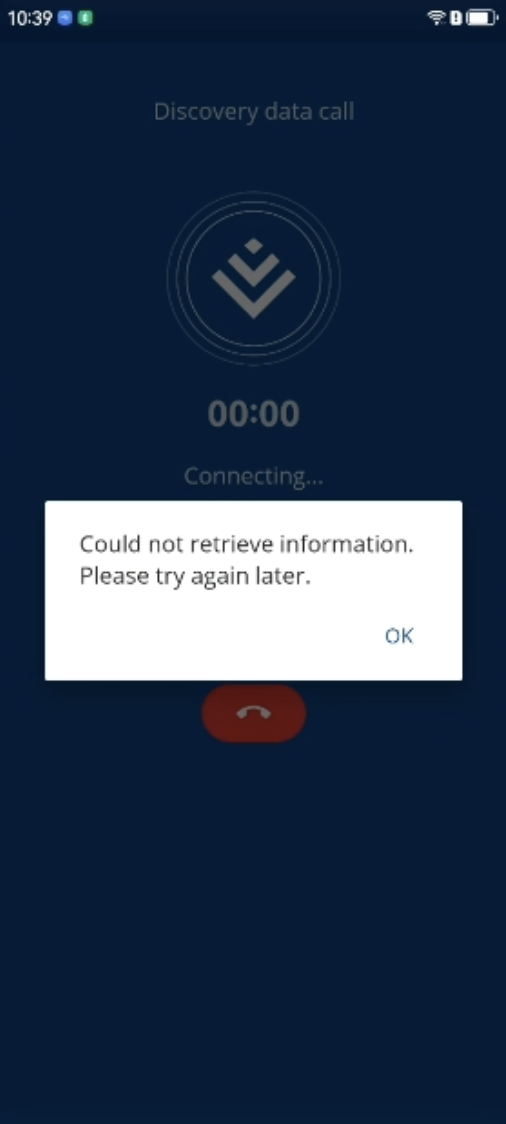 10:39
Discovery data call
00:00
Connecting...
Could not retrieve information.
Please try again later.
OK